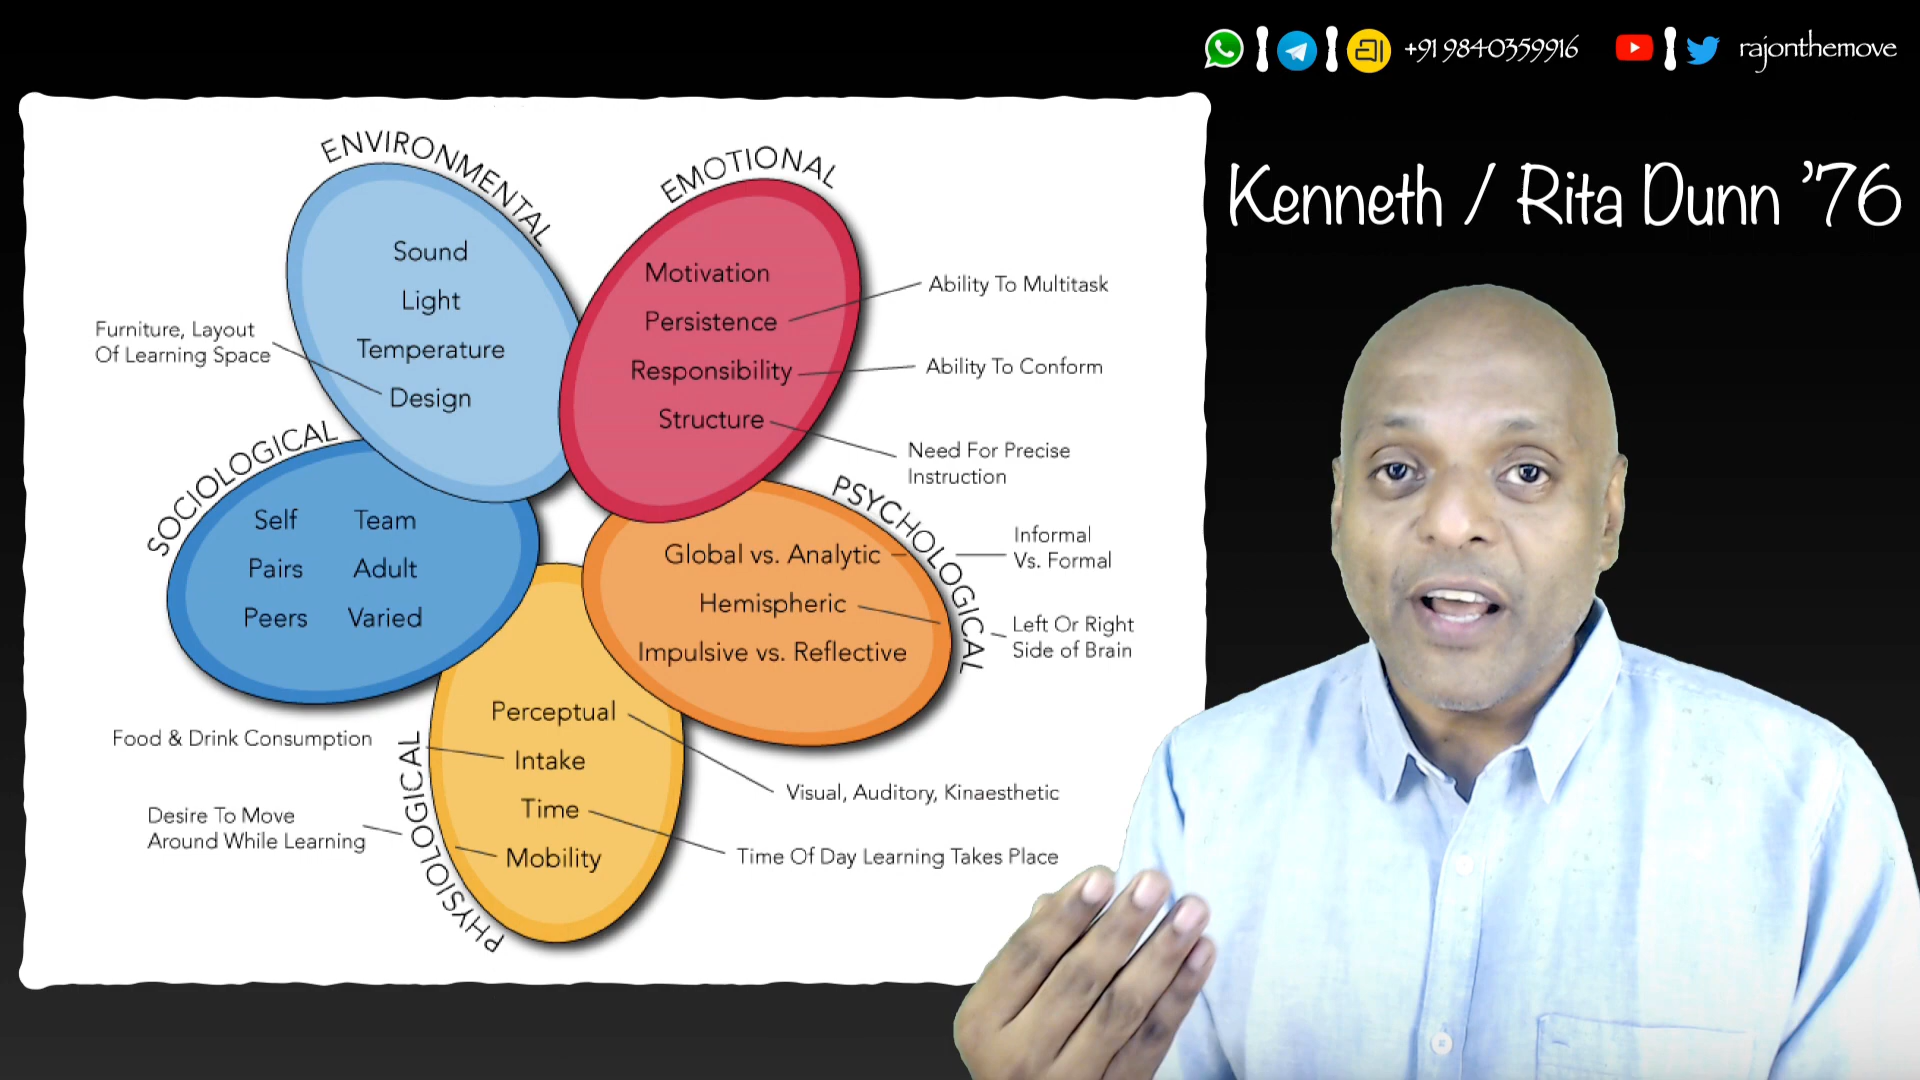 +91 9840359916
rajonthemove
Kenneth / Rita Dunn '76
ENVIRONMENTAL
Sound
Light
Temperature
Design
Furniture, Layout
Of Learning Space
EMOTIONAL
Motivation
Persistence
Responsibility
Structure
Ability To Multitask
Ability To Conform
Need For Precise
Instruction
SOCIOLOGICAL
Self Team
Pairs Adult
Peers Varied
PSYCHOLOGICAL
Global vs. Analytic
Hemispheric
Impulsive vs. Reflective
Informal
Vs. Formal
Left Or Right
Side of Brain
PHYSIOLOGICAL
Perceptual
Intake
Time
Mobility
Food & Drink Consumption
Desire To Move
Around While Learning
Visual, Auditory, Kinaesthetic
Time Of Day Learning Takes Place